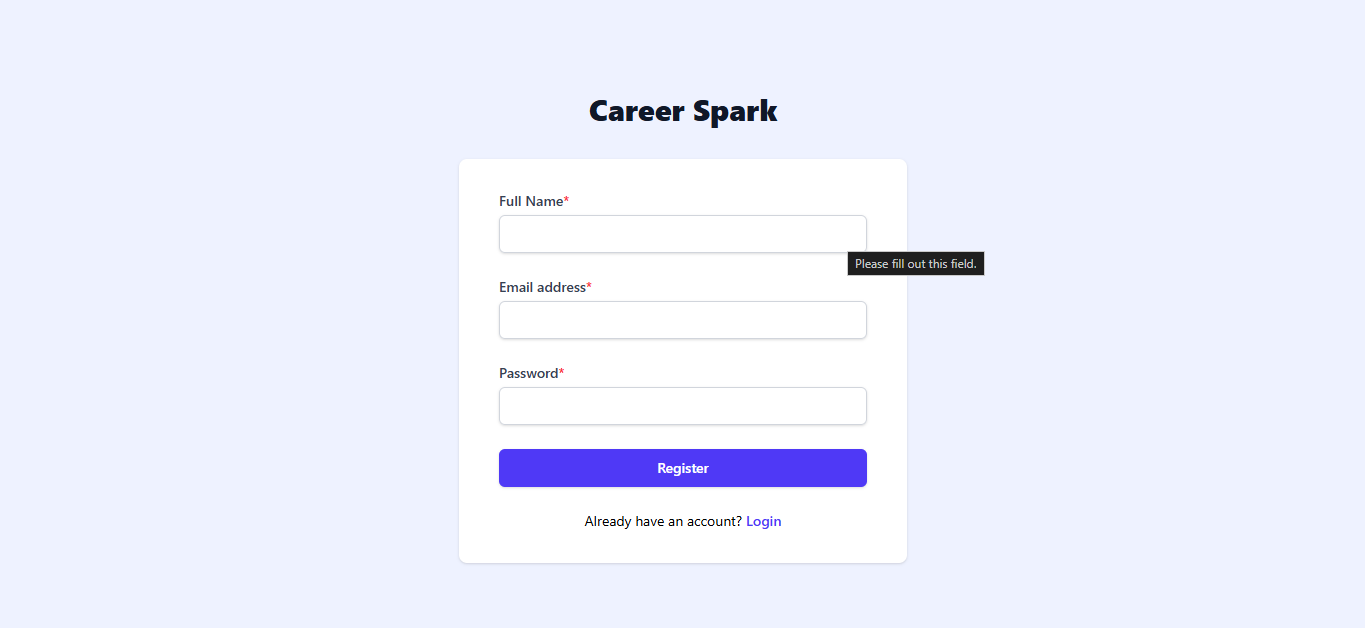 Career Spark
Full Name*
Please fill out this field.
Email address*
Password*
Register
Already have an account? Login